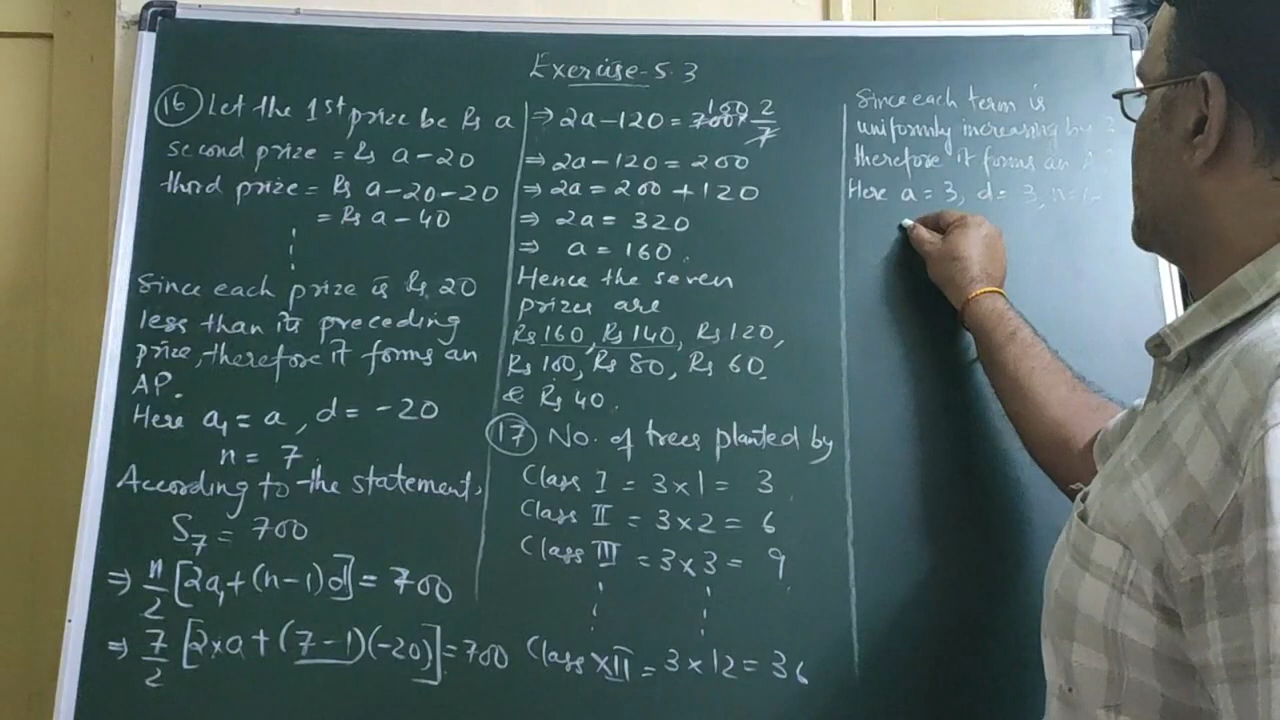 Exercise-5.3
16 Let the 1st prize be Rs a
second prize = Rs a-20
third prize = Rs a-20-20
= Rs a-40
Since each prize is Rs. 20
less than its preceding
prize, therefore it forms an
AP.
Here a₁ = a, d = -20
n = 7
According to the statement,
S₇ = 700
⇒ n/2 [2a₁+(n-1)d] = 700
⇒ 7/2 [2×a+(7-1)(-20)] = 700
⇒ 2a-120 = 700 100 × 2/7
⇒ 2a-120 = 200
⇒ 2a = 200+120
⇒ 2a = 320
⇒ a = 160.
Hence the seven
prizes are
Rs 160, Rs 140, Rs 120,
Rs 100, Rs 80, Rs 60
& Rs 40.
17 No. of trees planted by
Class I = 3×1 = 3
Class II = 3×2 = 6
Class III = 3×3 = 9
Class XII = 3×12 = 36
Since each term is
uniformly increasing by
therefore it forms an
Here a = 3, d = 3,